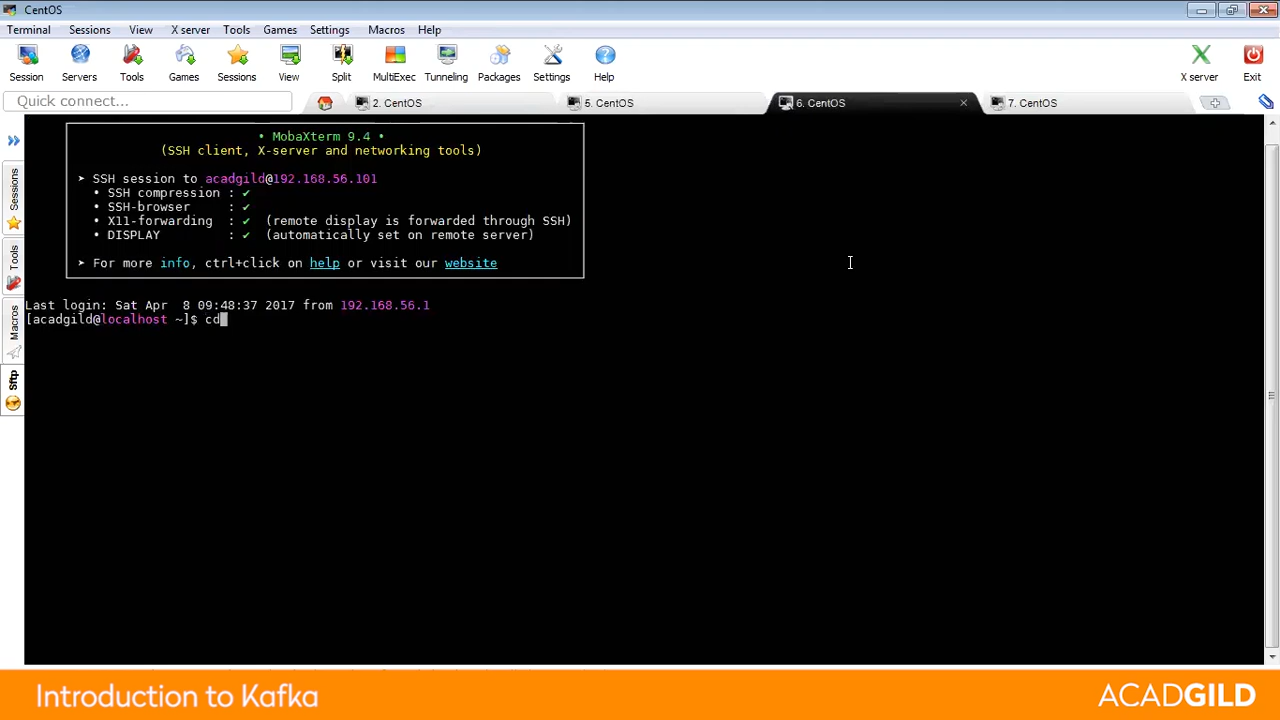 CentOS
Terminal Sessions View X server Tools Games Settings Macros Help
Session Servers Tools Games Sessions View Split MultiExec Tunneling Packages Settings Help X server Exit
Quick connect... 2. CentOS 5. CentOS 6. CentOS 7. CentOS
• MobaXterm 9.4 •
(SSH client, X-server and networking tools)
➤ SSH session to acadgild@192.168.56.101
• SSH compression : ✔
• SSH-browser : ✔
• X11-forwarding : ✔ (remote display is forwarded through SSH)
• DISPLAY : ✔ (automatically set on remote server)
➤ For more info, ctrl+click on help or visit our website
Last login: Sat Apr 8 09:48:37 2017 from 192.168.56.1
[acadgild@localhost ~]$ cd
Sessions
Tools
Macros
Sftp
Introduction to Kafka
ACADGILD